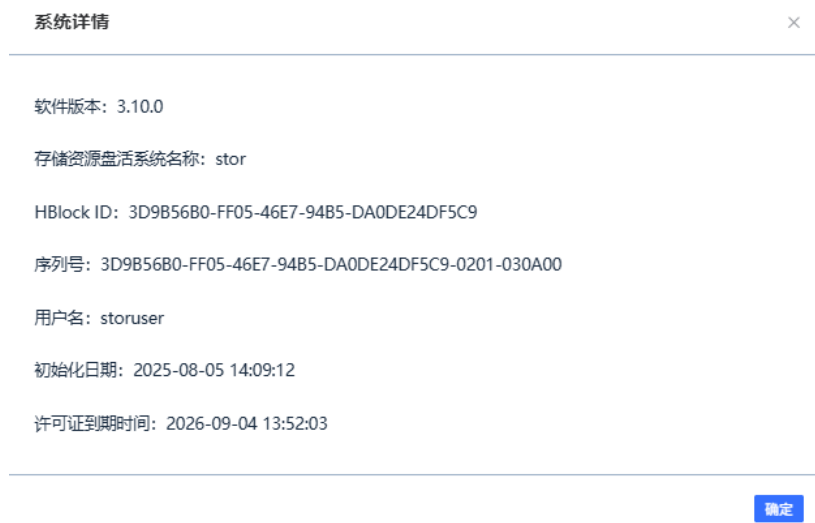 系统详情
软件版本：3.10.0
存储资源盘活系统名称：stor
HBlock ID：3D9B56B0-FF05-46E7-94B5-DA0DE24DF5C9
序列号：3D9B56B0-FF05-46E7-94B5-DA0DE24DF5C9-0201-030A00
用户名：storuser
初始化日期：2025-08-05 14:09:12
许可证到期时间：2026-09-04 13:52:03
确定